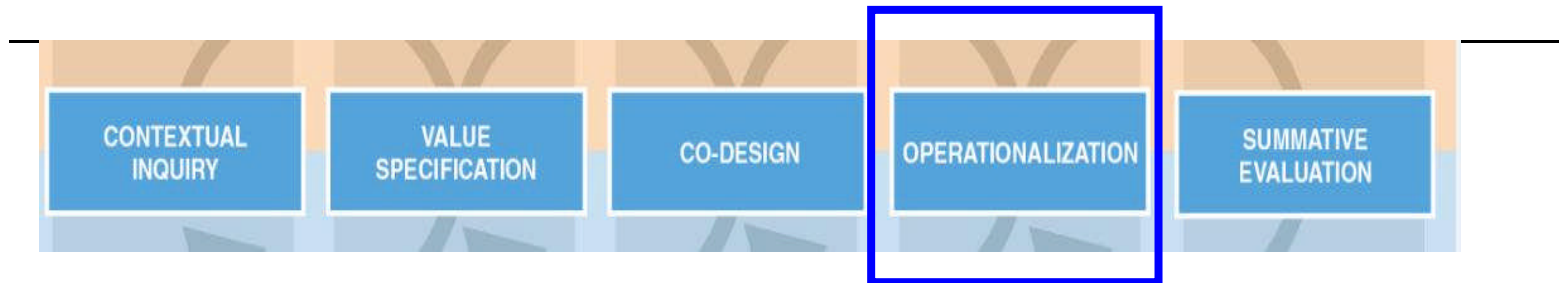 CONTEXTUAL
INQUIRY
VALUE
SPECIFICATION
CO-DESIGN
OPERATIONALIZATION
SUMMATIVE
EVALUATION